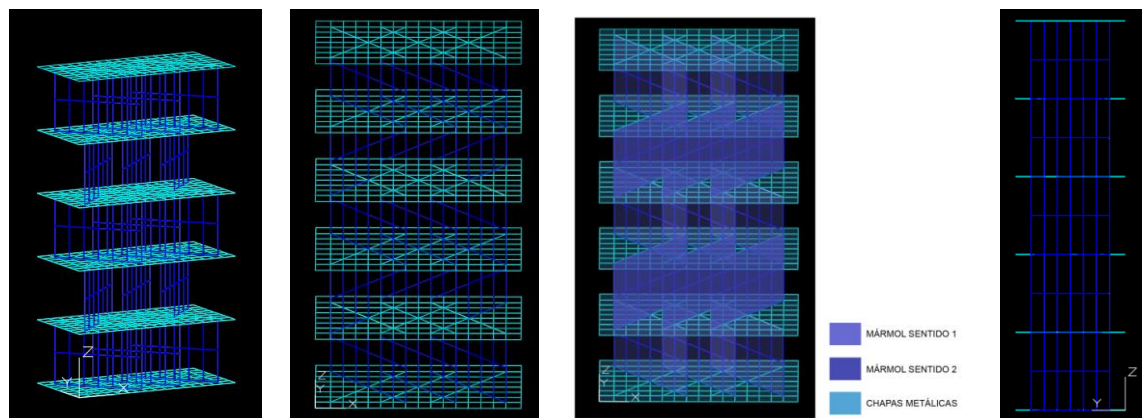 Z
Y
X
Z
Y
X
Z
Y
X
MÁRMOL SENTIDO 1
MÁRMOL SENTIDO 2
CHAPAS METÁLICAS
Z
Y